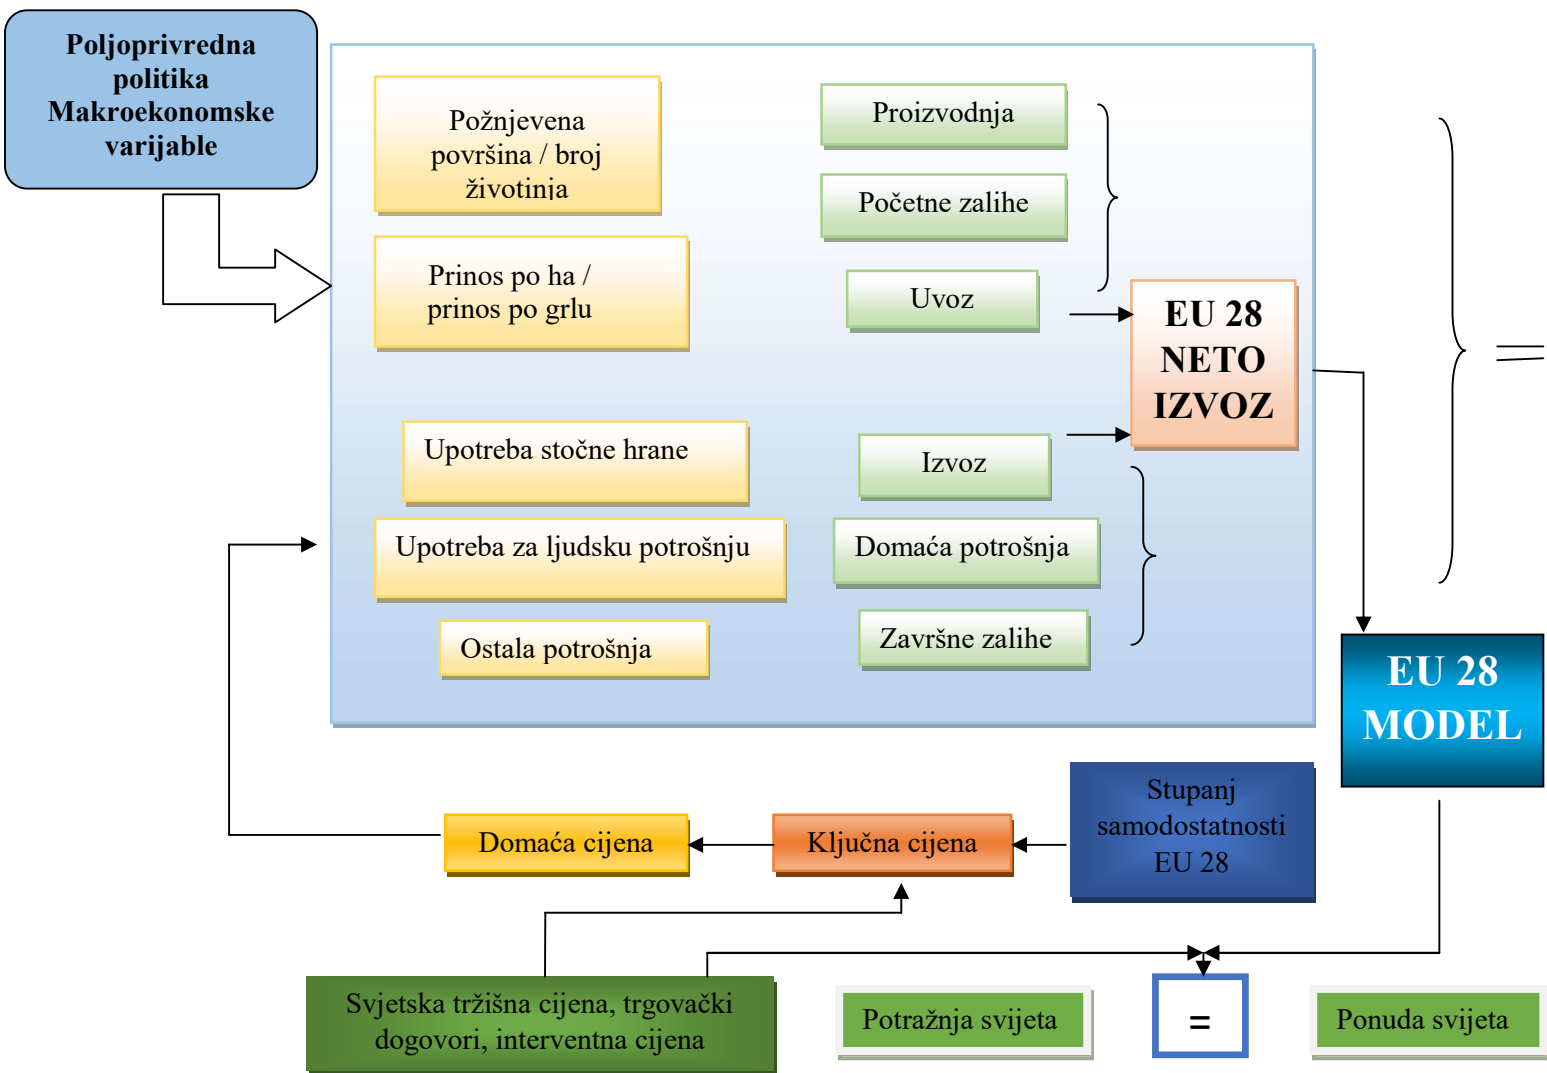 Poljoprivredna
politika
Makroekonomske
varijable
Požnjevena
površina / broj
životinja
Prinos po ha /
prinos po grlu
Upotreba stočne hrane
Upotreba za ljudsku potrošnju
Ostala potrošnja
Proizvodnja
Početne zalihe
Uvoz
Izvoz
Domaća potrošnja
Završne zalihe
EU 28
NETO
IZVOZ
=
EU 28
MODEL
Stupanj
samodostatnosti
EU 28
Ključna cijena
Domaća cijena
Svjetska tržišna cijena, trgovački
dogovori, interventna cijena
Potražnja svijeta
=
Ponuda svijeta